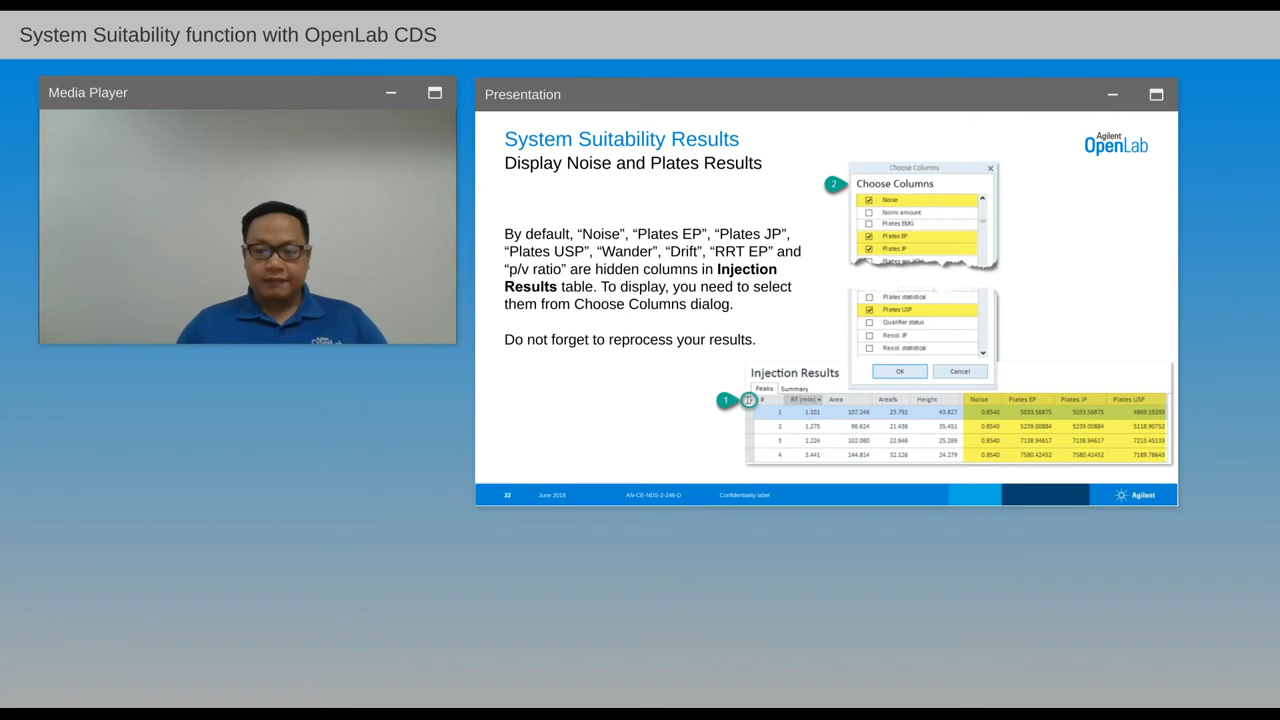 System Suitability function with OpenLab CDS
Media Player
Presentation
System Suitability Results
Display Noise and Plates Results
Agilent
OpenLab
By default, “Noise”, “Plates EP”, “Plates JP”,
“Plates USP”, “Wander”, “Drift”, “RRT EP” and
“p/v ratio” are hidden columns in Injection
Results table. To display, you need to select
them from Choose Columns dialog.
Do not forget to reprocess your results.
2
Choose Columns
Choose Columns
Noise
Norm amount
Plates EMG
Plates EP
Plates JP
Plates statistical
Plates USP
Qualifier status
Resol. JP
Resol. statistical
OK Cancel
Injection Results
Peaks Summary
1
# RT (min) Area Area% Height Noise Plates EP Plates JP Plates USP
1 1.101 107.246 23.792 43.827 0.8540 5033.56875 5033.56875 4869.19293
2 1.275 96.624 21.436 35.451 0.8540 5239.00884 5239.00884 5118.90752
3 2.224 102.080 22.646 25.269 0.8540 7138.94617 7138.94617 7213.45133
4 3.441 144.814 32.126 24.279 0.8540 7580.42452 7580.42452 7189.78643
22 June 2018 AN-CE-NDS-2-246-D Confidentiality label Agilent